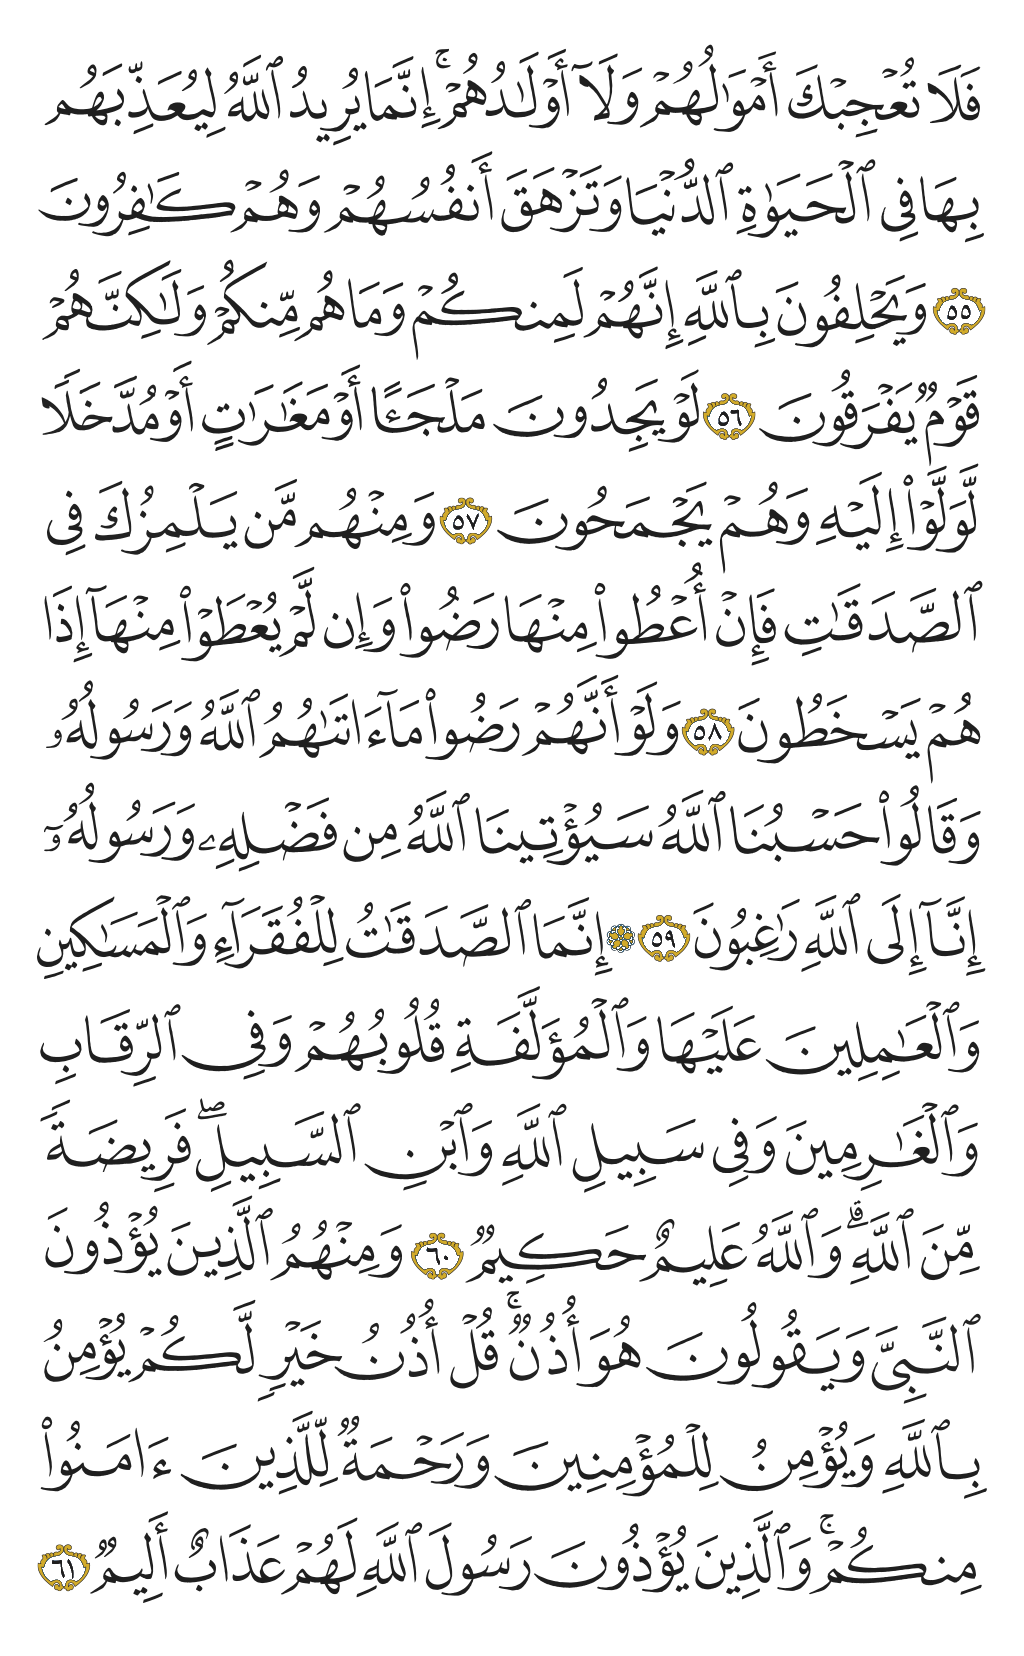 فَلَا تُعۡجِبۡكَ أَمۡوَٰلُهُمۡ وَلَآ أَوۡلَٰدُهُمۡۚ إِنَّمَا يُرِيدُ ٱللَّهُ لِيُعَذِّبَهُم
بِهَا فِي ٱلۡحَيَوٰةِ ٱلدُّنۡيَا وَتَزۡهَقَ أَنفُسُهُمۡ وَهُمۡ كَٰفِرُونَ
٥٥ وَيَحۡلِفُونَ بِٱللَّهِ إِنَّهُمۡ لَمِنكُمۡ وَمَا هُم مِّنكُمۡ وَلَٰكِنَّهُمۡ
قَوۡمٞ يَفۡرَقُونَ ٥٦ لَوۡ يَجِدُونَ مَلۡجَـًٔا أَوۡ مَغَٰرَٰتٍ أَوۡ مُدَّخَلٗا
لَّوَلَّوۡاْ إِلَيۡهِ وَهُمۡ يَجۡمَحُونَ ٥٧ وَمِنۡهُم مَّن يَلۡمِزُكَ فِي
ٱلصَّدَقَٰتِ فَإِنۡ أُعۡطُواْ مِنۡهَا رَضُواْ وَإِن لَّمۡ يُعۡطَوۡاْ مِنۡهَآ إِذَا
هُمۡ يَسۡخَطُونَ ٥٨ وَلَوۡ أَنَّهُمۡ رَضُواْ مَآ ءَاتَىٰهُمُ ٱللَّهُ وَرَسُولُهُۥ
وَقَالُواْ حَسۡبُنَا ٱللَّهُ سَيُؤۡتِينَا ٱللَّهُ مِن فَضۡلِهِۦ وَرَسُولُهُۥٓ
إِنَّآ إِلَى ٱللَّهِ رَٰغِبُونَ ٥٩ ۞ إِنَّمَا ٱلصَّدَقَٰتُ لِلۡفُقَرَآءِ وَٱلۡمَسَٰكِينِ
وَٱلۡعَٰمِلِينَ عَلَيۡهَا وَٱلۡمُؤَلَّفَةِ قُلُوبُهُمۡ وَفِي ٱلرِّقَابِ
وَٱلۡغَٰرِمِينَ وَفِي سَبِيلِ ٱللَّهِ وَٱبۡنِ ٱلسَّبِيلِۖ فَرِيضَةٗ
مِّنَ ٱللَّهِۗ وَٱللَّهُ عَلِيمٌ حَكِيمٞ ٦٠ وَمِنۡهُمُ ٱلَّذِينَ يُؤۡذُونَ
ٱلنَّبِيَّ وَيَقُولُونَ هُوَ أُذُنٞۚ قُلۡ أُذُنُ خَيۡرٖ لَّكُمۡ يُؤۡمِنُ
بِٱللَّهِ وَيُؤۡمِنُ لِلۡمُؤۡمِنِينَ وَرَحۡمَةٞ لِّلَّذِينَ ءَامَنُواْ
مِنكُمۡۚ وَٱلَّذِينَ يُؤۡذُونَ رَسُولَ ٱللَّهِ لَهُمۡ عَذَابٌ أَلِيمٞ ٦١